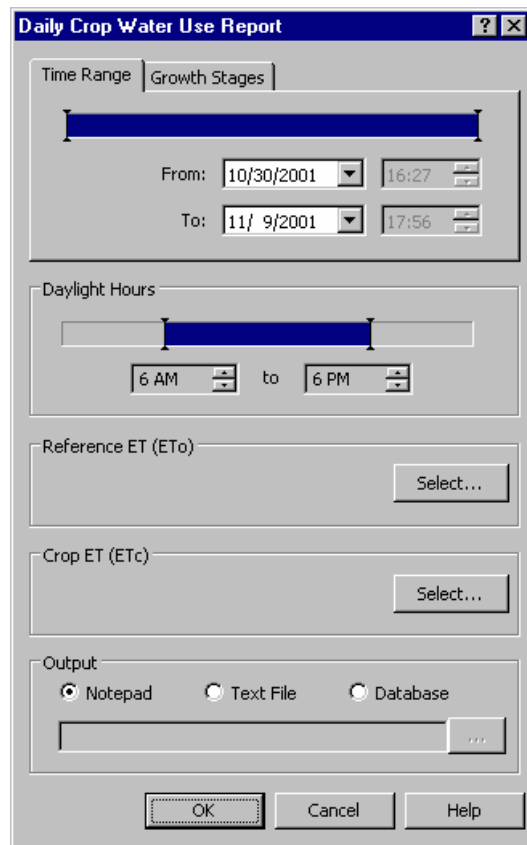 Daily Crop Water Use Report
Time Range Growth Stages
From: 10/30/2001 16:27
To: 11/ 9/2001 17:56
Daylight Hours
6 AM to 6 PM
Reference ET (ETo)
Select...
Crop ET (ETc)
Select...
Output
Notepad Text File Database
...
OK Cancel Help